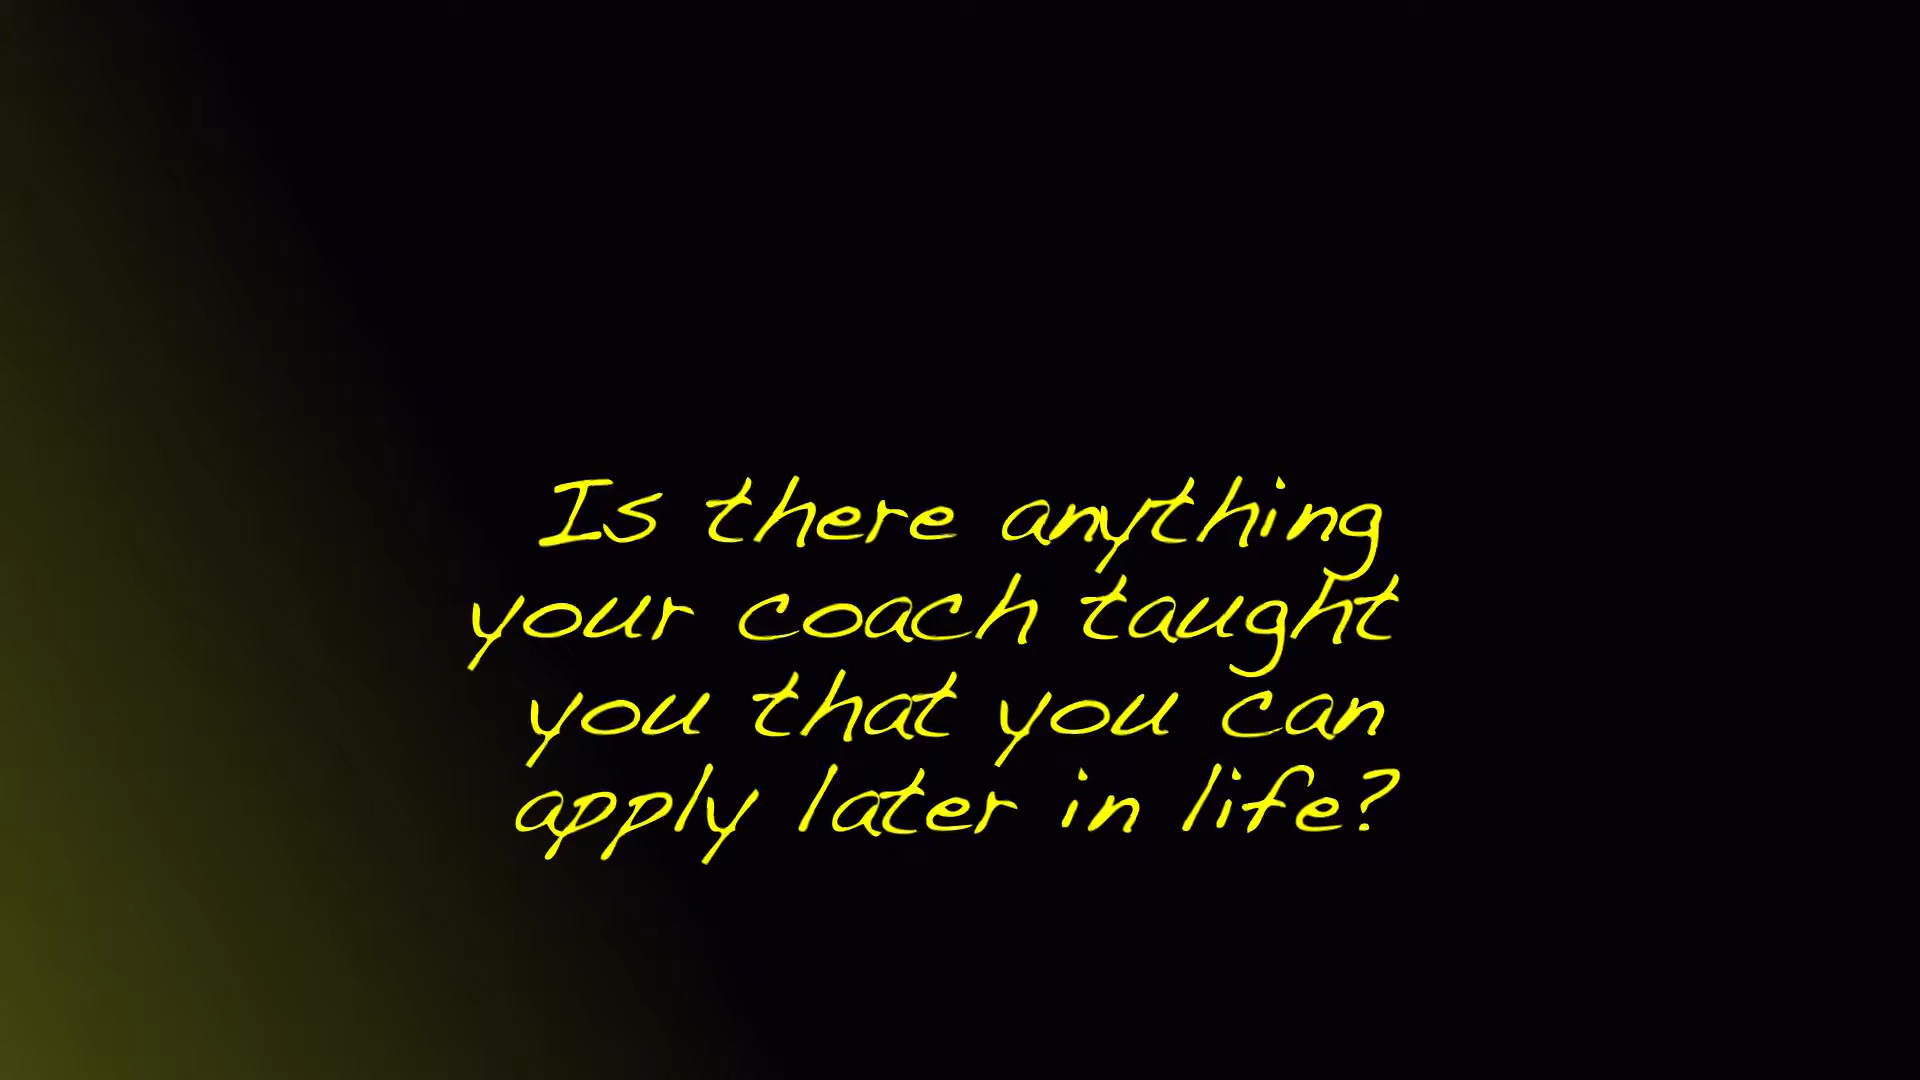 Is there anything
your coach taught
you that you can
apply later in life?